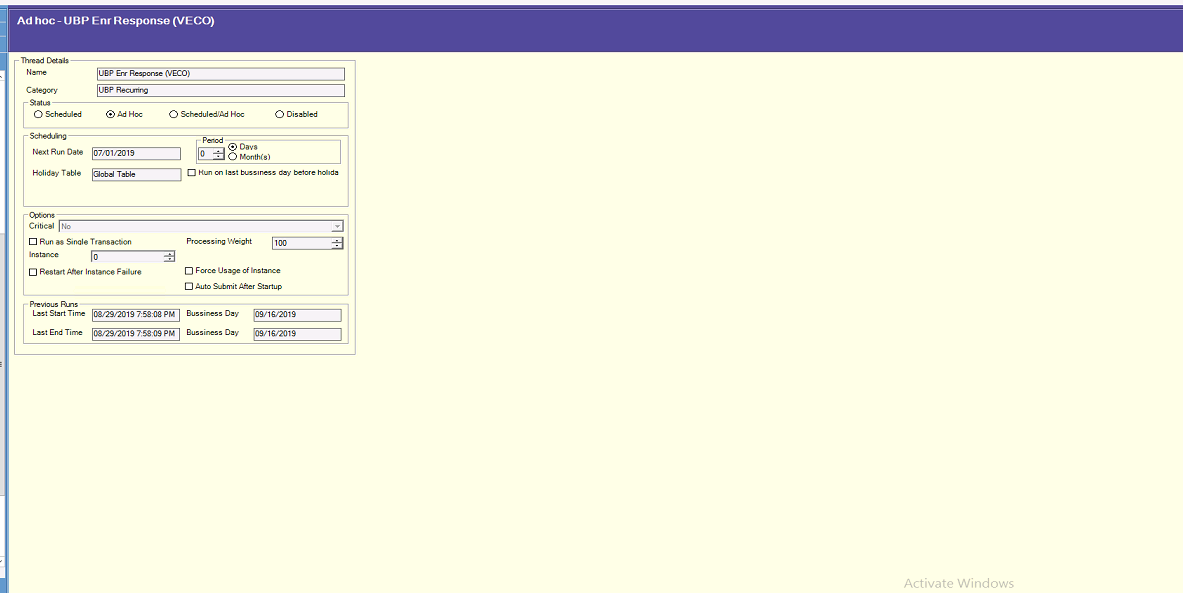 Ad hoc - UBP Enr Response (VECO)
Thread Details
Name UBP Enr Response (VECO)
Category UBP Recurring
Status
Scheduled Ad Hoc Scheduled/Ad Hoc Disabled
Scheduling
Next Run Date 07/01/2019
Period
0
Days
Month(s)
Holiday Table Global Table
Run on last bussiness day before holida
Options
Critical No
Run as Single Transaction Processing Weight 100
Instance 0
Restart After Instance Failure Force Usage of Instance
Auto Submit After Startup
Previous Runs
Last Start Time 08/29/2019 7:58:08 PM Bussiness Day 09/16/2019
Last End Time 08/29/2019 7:58:09 PM Bussiness Day 09/16/2019
Activate Windows